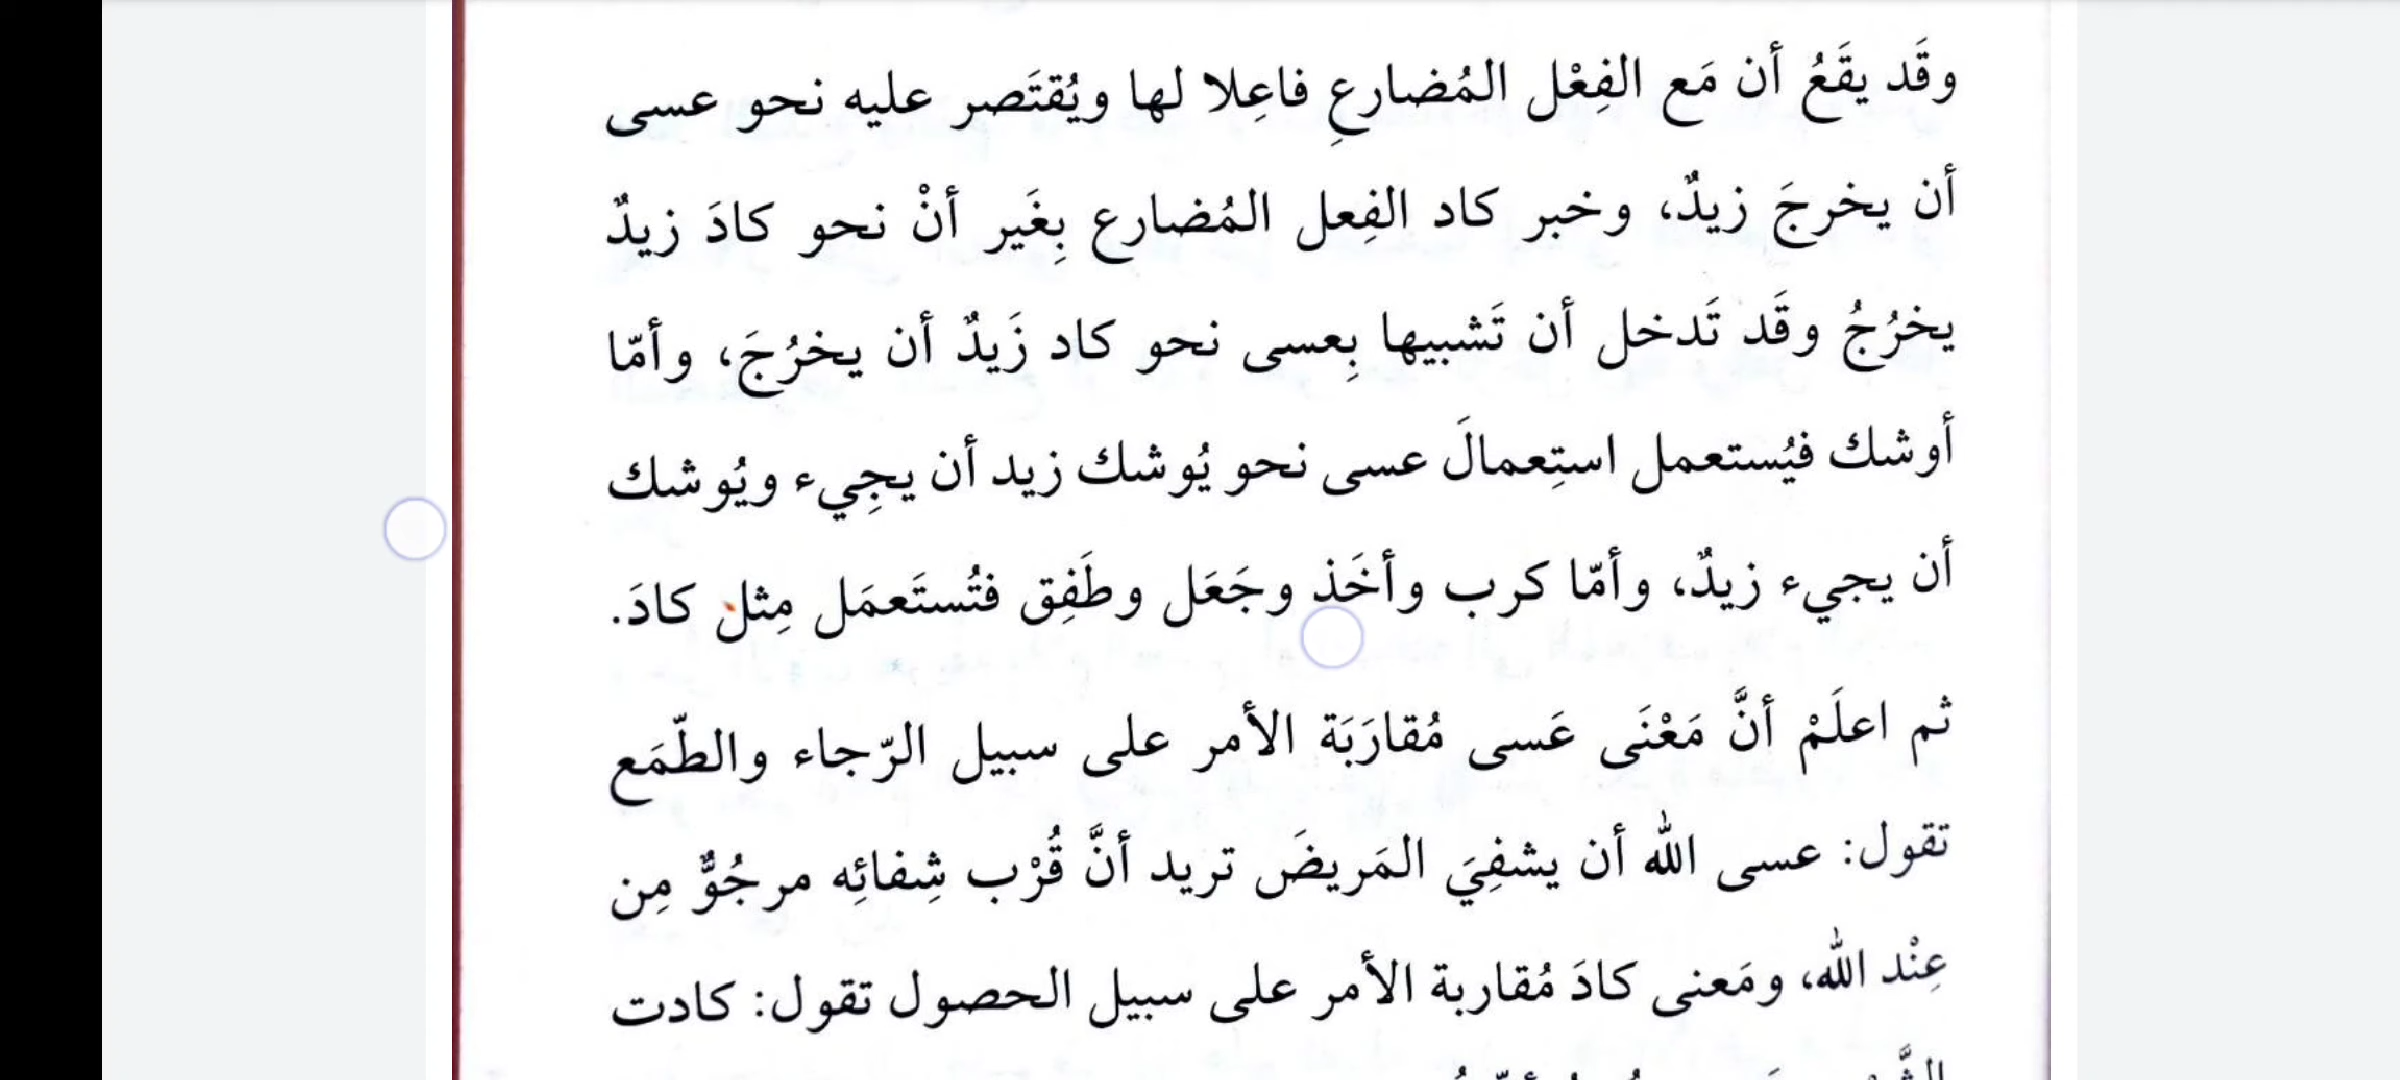 وقَد يقَعُ أن مَع الفِعْل المُضارعِ فاعِلا لها ويُقتَصر عليه نحو عسى
أن يخرجَ زيدٌ، وخبر كاد الفِعل المُضارع بِغَير أنْ نحو كادَ زيدٌ
يخرُجُ وقَد تَدخل أن تَشبيها بِعسى نحو كاد زَيدٌ أن يخرُجَ، وأمّا
أوشك فيُستعمل استِعمالَ عسى نحو يُوشك زيد أن يجِيء ويُوشك
أن يجيء زيدٌ، وأمّا كرب وأخَذ وجَعَل وطَفِق فتُستَعمَل مِثل كادَ.
ثم اعلَمْ أنَّ مَعْنَى عَسى مُقارَبَة الأمر على سبيل الرّجاء والطّمَع
تقول: عسى الله أن يشفِيَ المَريضَ تريد أنَّ قُرْب شِفائِه مرجُوٌّ مِن
عِنْد الله، ومَعنى كادَ مُقاربة الأمر على سبيل الحصول تقول: كادت